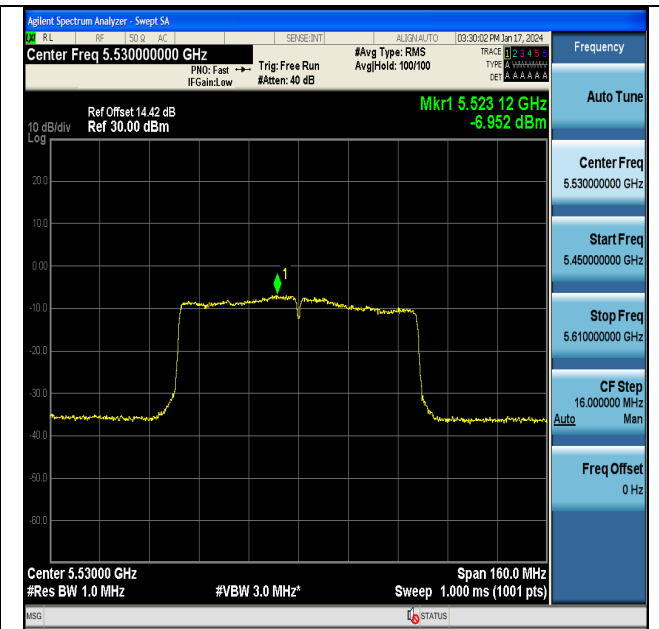 Agilent Spectrum Analyzer - Swept SA
LXI RL RF 50 Ω AC SENSE:INT ALIGN AUTO 03:30:02 PM Jan 17, 2024
Center Freq 5.530000000 GHz
PNO: Fast
IFGain:Low
Trig: Free Run
#Atten: 40 dB
#Avg Type: RMS
Avg|Hold: 100/100
TRACE 1 2 3 4 5 6
TYPE A WWWWW
DET A A A A A A
Frequency
Auto Tune
Center Freq
5.530000000 GHz
Start Freq
5.450000000 GHz
Stop Freq
5.610000000 GHz
CF Step
16.000000 MHz
Auto Man
Freq Offset
0 Hz
Ref Offset 14.42 dB
10 dB/div Ref 30.00 dBm
Log
Mkr1 5.523 12 GHz
-6.952 dBm
20.0
10.0
0.00
-10.0
-20.0
-30.0
-40.0
-50.0
-60.0
1
Center 5.53000 GHz Span 160.0 MHz
#Res BW 1.0 MHz #VBW 3.0 MHz* Sweep 1.000 ms (1001 pts)
MSG STATUS